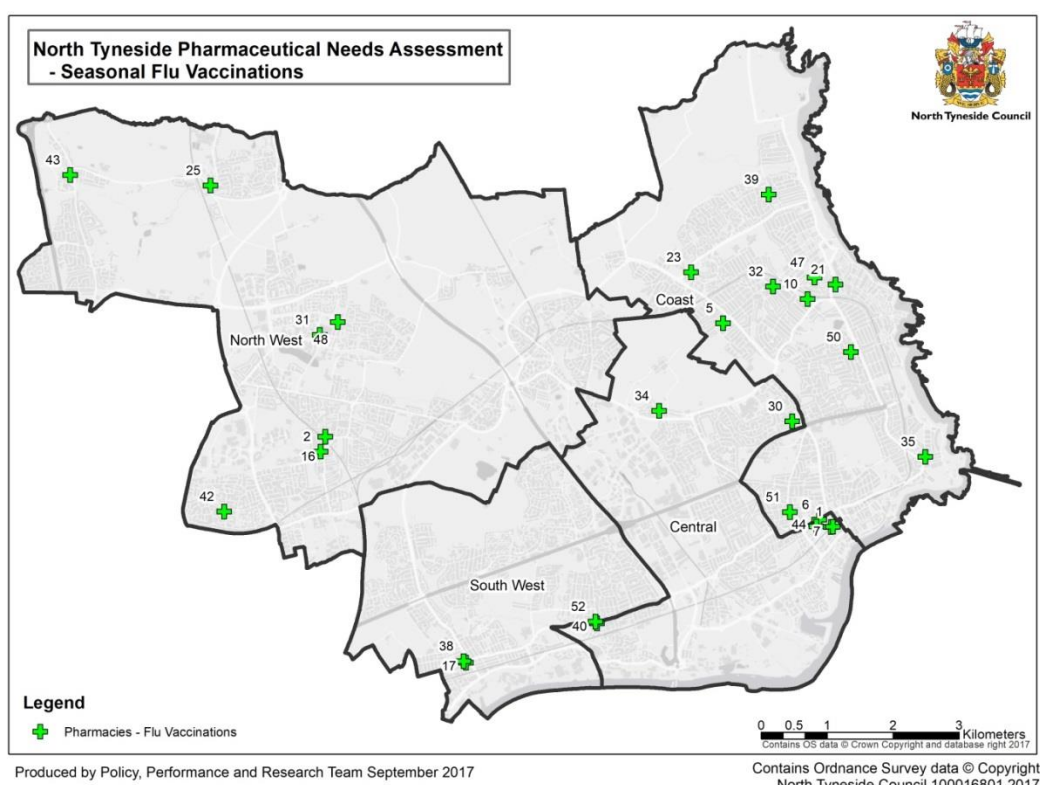 North Tyneside Pharmaceutical Needs Assessment
- Seasonal Flu Vaccinations
North Tyneside Council
43
25
39
23
32
47
21
10
Coast
5
31
North West
48
50
34
30
2
16
35
42
51
6
1
44
7
Central
South West
52
40
38
17
Legend
Pharmacies - Flu Vaccinations
0 0.5 1 2 3
Kilometers
Contains OS data © Crown Copyright and database right 2017
Produced by Policy, Performance and Research Team September 2017
Contains Ordnance Survey data © Copyright
North Tyneside Council 100016801 2017